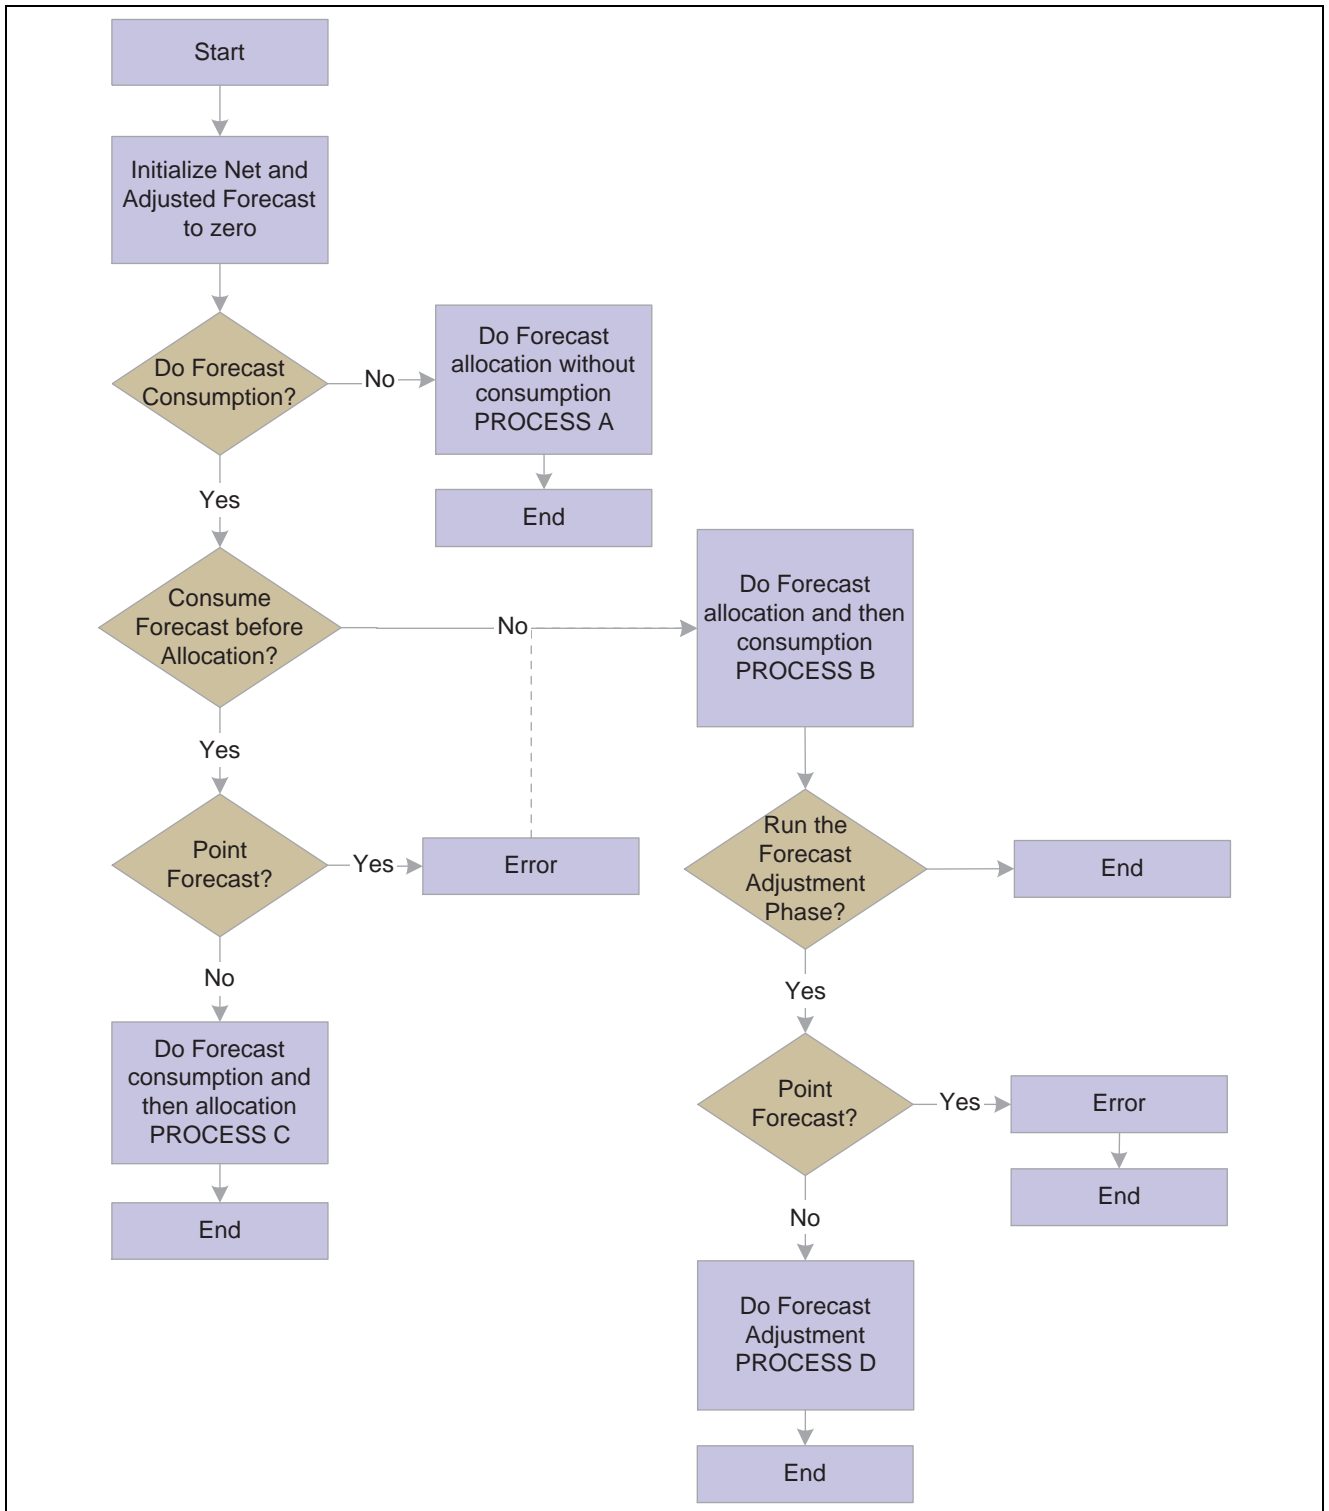 Start
Initialize Net and
Adjusted Forecast
to zero
Do Forecast
Consumption?
No
Do Forecast
allocation without
consumption
PROCESS A
End
Yes
Consume
Forecast before
Allocation?
No
Do Forecast
allocation and then
consumption
PROCESS B
Yes
Point
Forecast?
Yes
Error
Run the
Forecast
Adjustment
Phase?
End
No
Yes
Do Forecast
consumption and
then allocation
PROCESS C
End
Point
Forecast?
Yes
Error
End
No
Do Forecast
Adjustment
PROCESS D
End